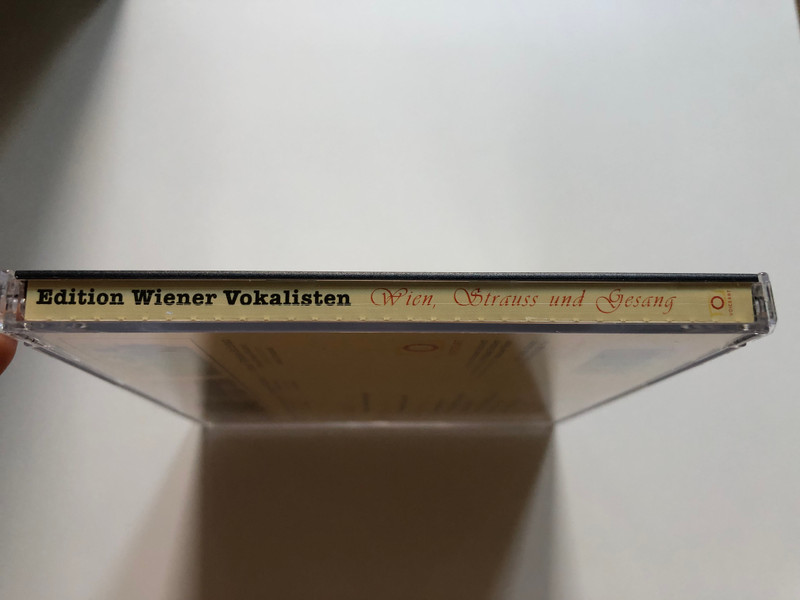 Edition Wiener Vokalisten Wien, Strauss und Gesang